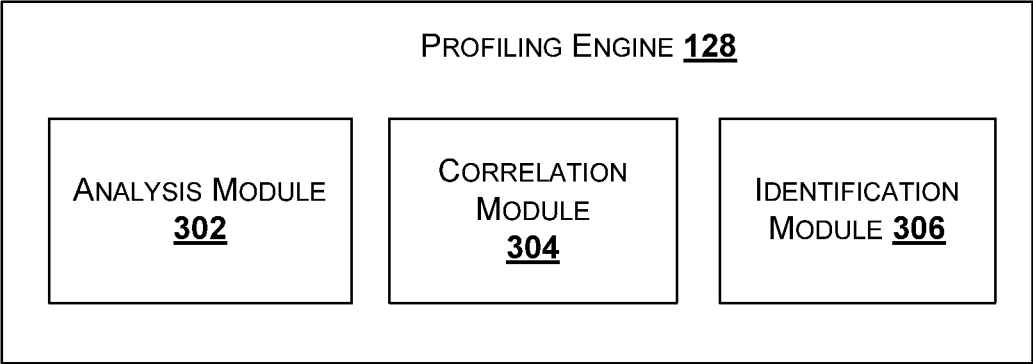 PROFILING ENGINE 128
ANALYSIS MODULE
302
CORRELATION
MODULE
304
IDENTIFICATION
MODULE 306